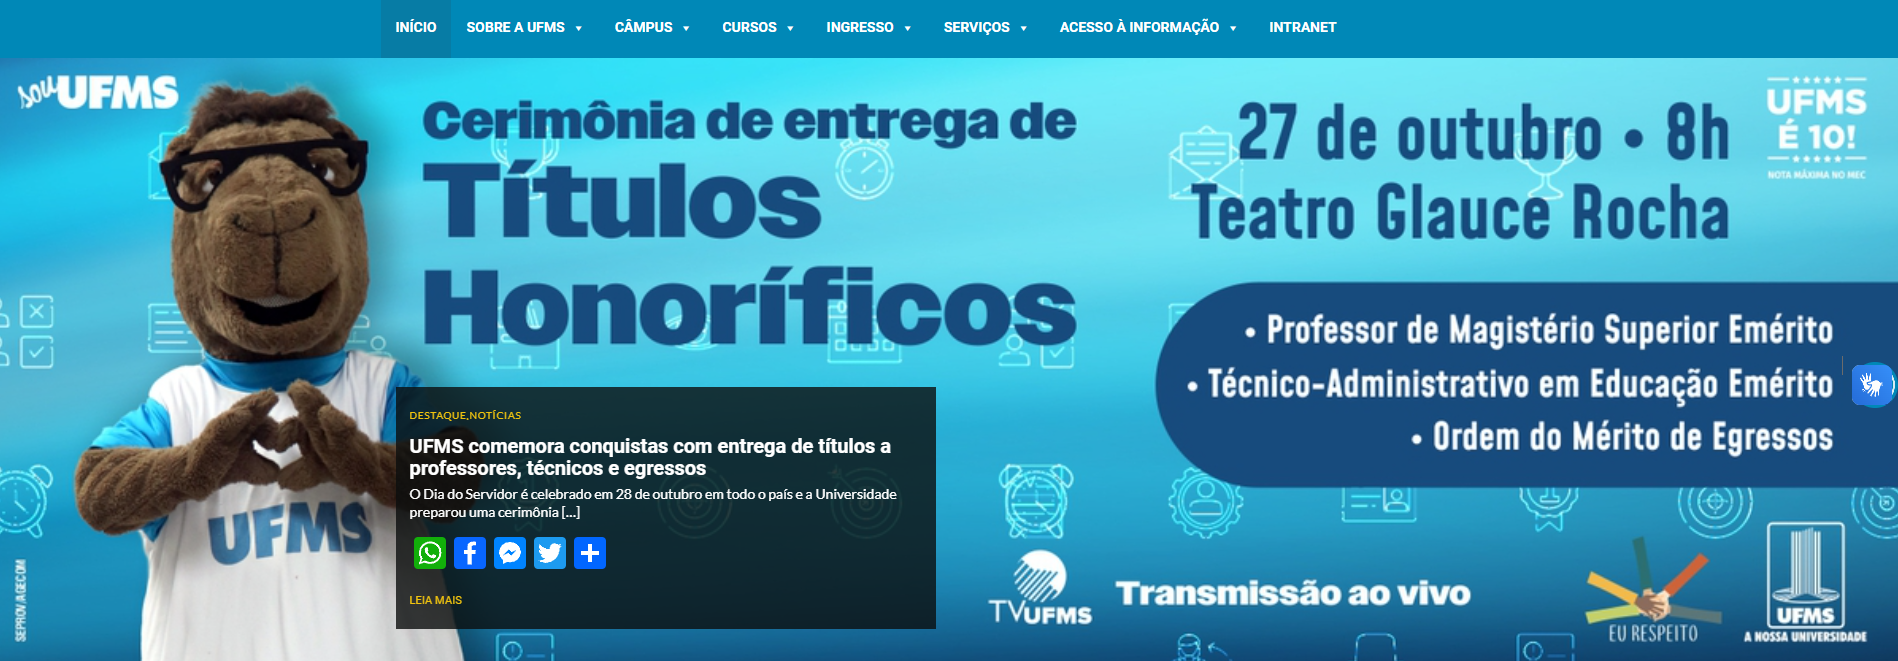 INÍCIO
SOBRE A UFMS
CÂMPUS
CURSOS
INGRESSO
SERVIÇOS
ACESSO À INFORMAÇÃO
INTRANET
sou UFMS
Cerimônia de entrega de
Títulos
Honoríficos
27 de outubro • 8h
Teatro Glauce Rocha
UFMS
É 10!
NOTA MÁXIMA NO MEC
• Professor de Magistério Superior Emérito
• Técnico-Administrativo em Educação Emérito
• Ordem do Mérito de Egressos
DESTAQUE,NOTÍCIAS
UFMS comemora conquistas com entrega de títulos a
professores, técnicos e egressos
O Dia do Servidor é celebrado em 28 de outubro em todo o país e a Universidade
preparou uma cerimônia [...]
LEIA MAIS
UFMS
SEPROV/AGECOM
TVUFMS
Transmissão ao vivo
EU RESPEITO
UFMS
A NOSSA UNIVERSIDADE